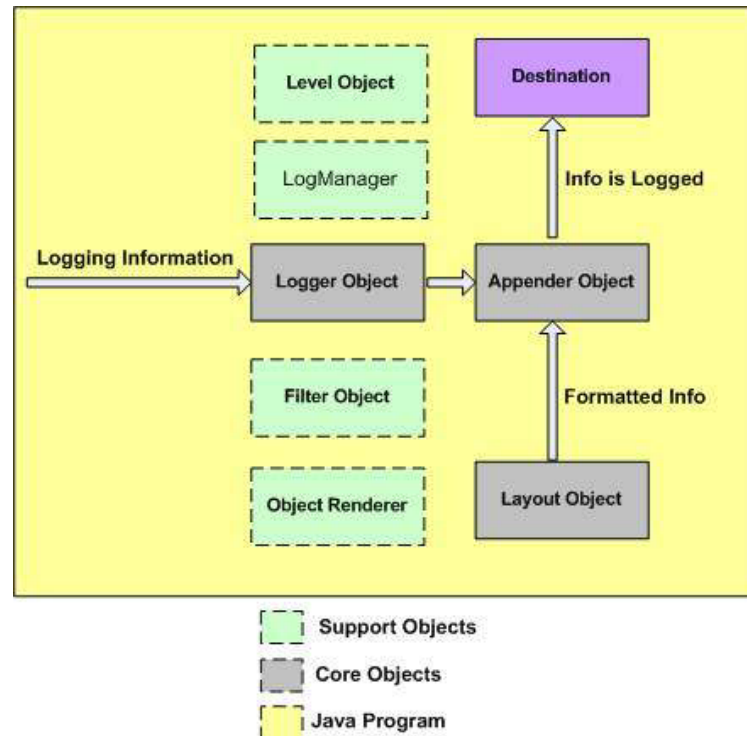 Level Object
Destination
LogManager
Info is Logged
Logging Information
Logger Object
Appender Object
Filter Object
Formatted Info
Object Renderer
Layout Object
Support Objects
Core Objects
Java Program